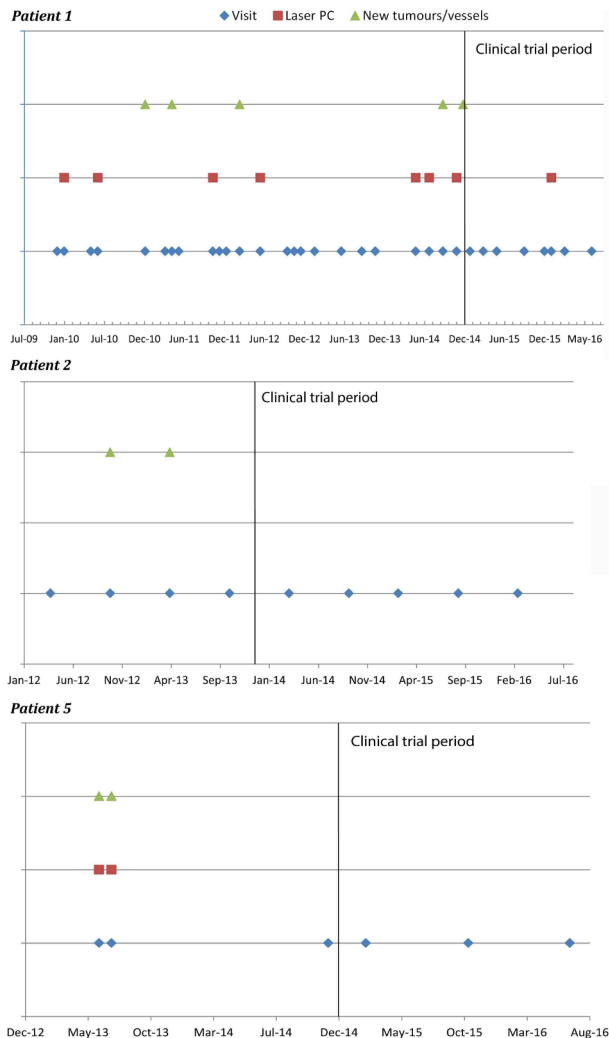 Patient 1 Visit Laser PC New tumours/vessels
Clinical trial period
Jul-09 Jan-10 Jul-10 Dec-10 Jun-11 Dec-11 Jun-12 Dec-12 Jun-13 Dec-13 Jun-14 Dec-14 Jun-15 Dec-15 May-16
Patient 2
Clinical trial period
Jan-12 Jun-12 Nov-12 Apr-13 Sep-13 Jan-14 Jun-14 Nov-14 Apr-15 Sep-15 Feb-16 Jul-16
Patient 5
Clinical trial period
Dec-12 May-13 Oct-13 Mar-14 Jul-14 Dec-14 May-15 Oct-15 Mar-16 Aug-16